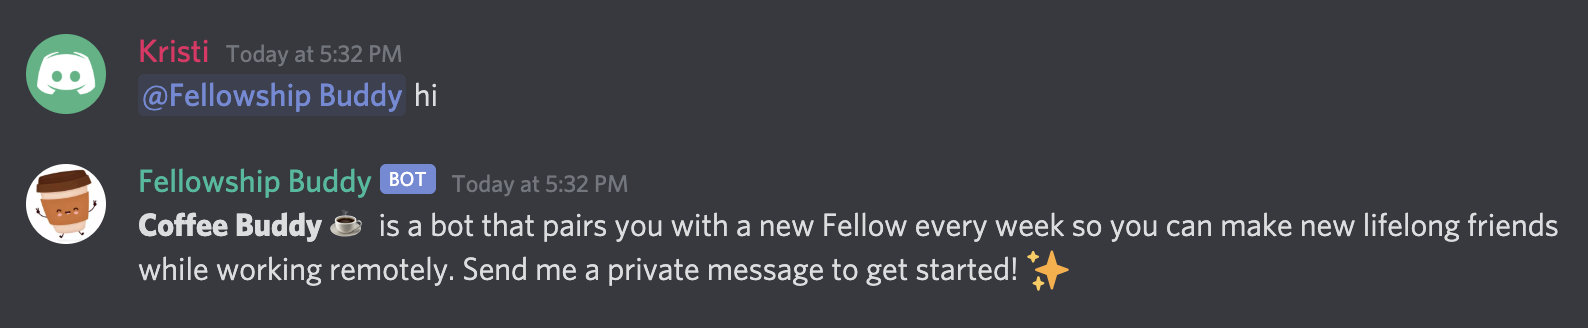 Kristi Today at 5:32 PM
@Fellowship Buddy hi
Fellowship Buddy BOT Today at 5:32 PM
Coffee Buddy ☕ is a bot that pairs you with a new Fellow every week so you can make new lifelong friends
while working remotely. Send me a private message to get started! ✨